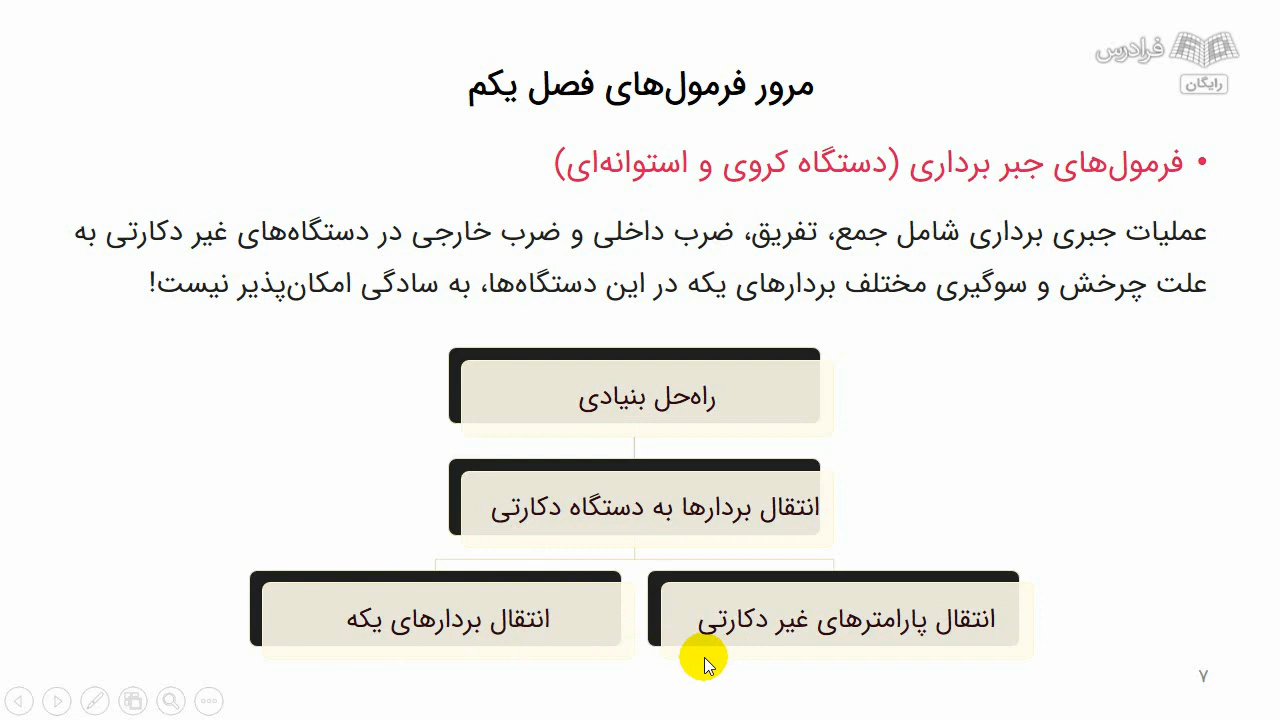 فرادرس
رایگان
مرور فرمول‌های فصل یکم
• فرمول‌های جبر برداری (دستگاه کروی و استوانه‌ای)
عملیات جبری برداری شامل جمع، تفریق، ضرب داخلی و ضرب خارجی در دستگاه‌های غیر دکارتی به
علت چرخش و سوگیری مختلف بردارهای یکه در این دستگاه‌ها، به سادگی امکان‌پذیر نیست!
راه‌حل بنیادی
انتقال بردارها به دستگاه دکارتی
انتقال پارامترهای غیر دکارتی
انتقال بردارهای یکه
۷